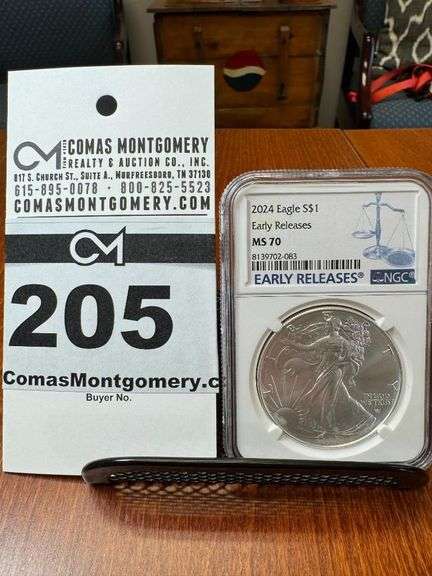 COMAS MONTGOMERY
REALTY & AUCTION CO., INC.
817 S. CHURCH ST., SUITE A., MURFREESBORO, TN 37130
615-895-0078 · 800-825-5523
COMASMONTGOMERY.COM
CM
205
ComasMontgomery.c
Buyer No.
2024 Eagle S$1
Early Releases
MS 70
8139702-083
EARLY RELEASES®
NGC®